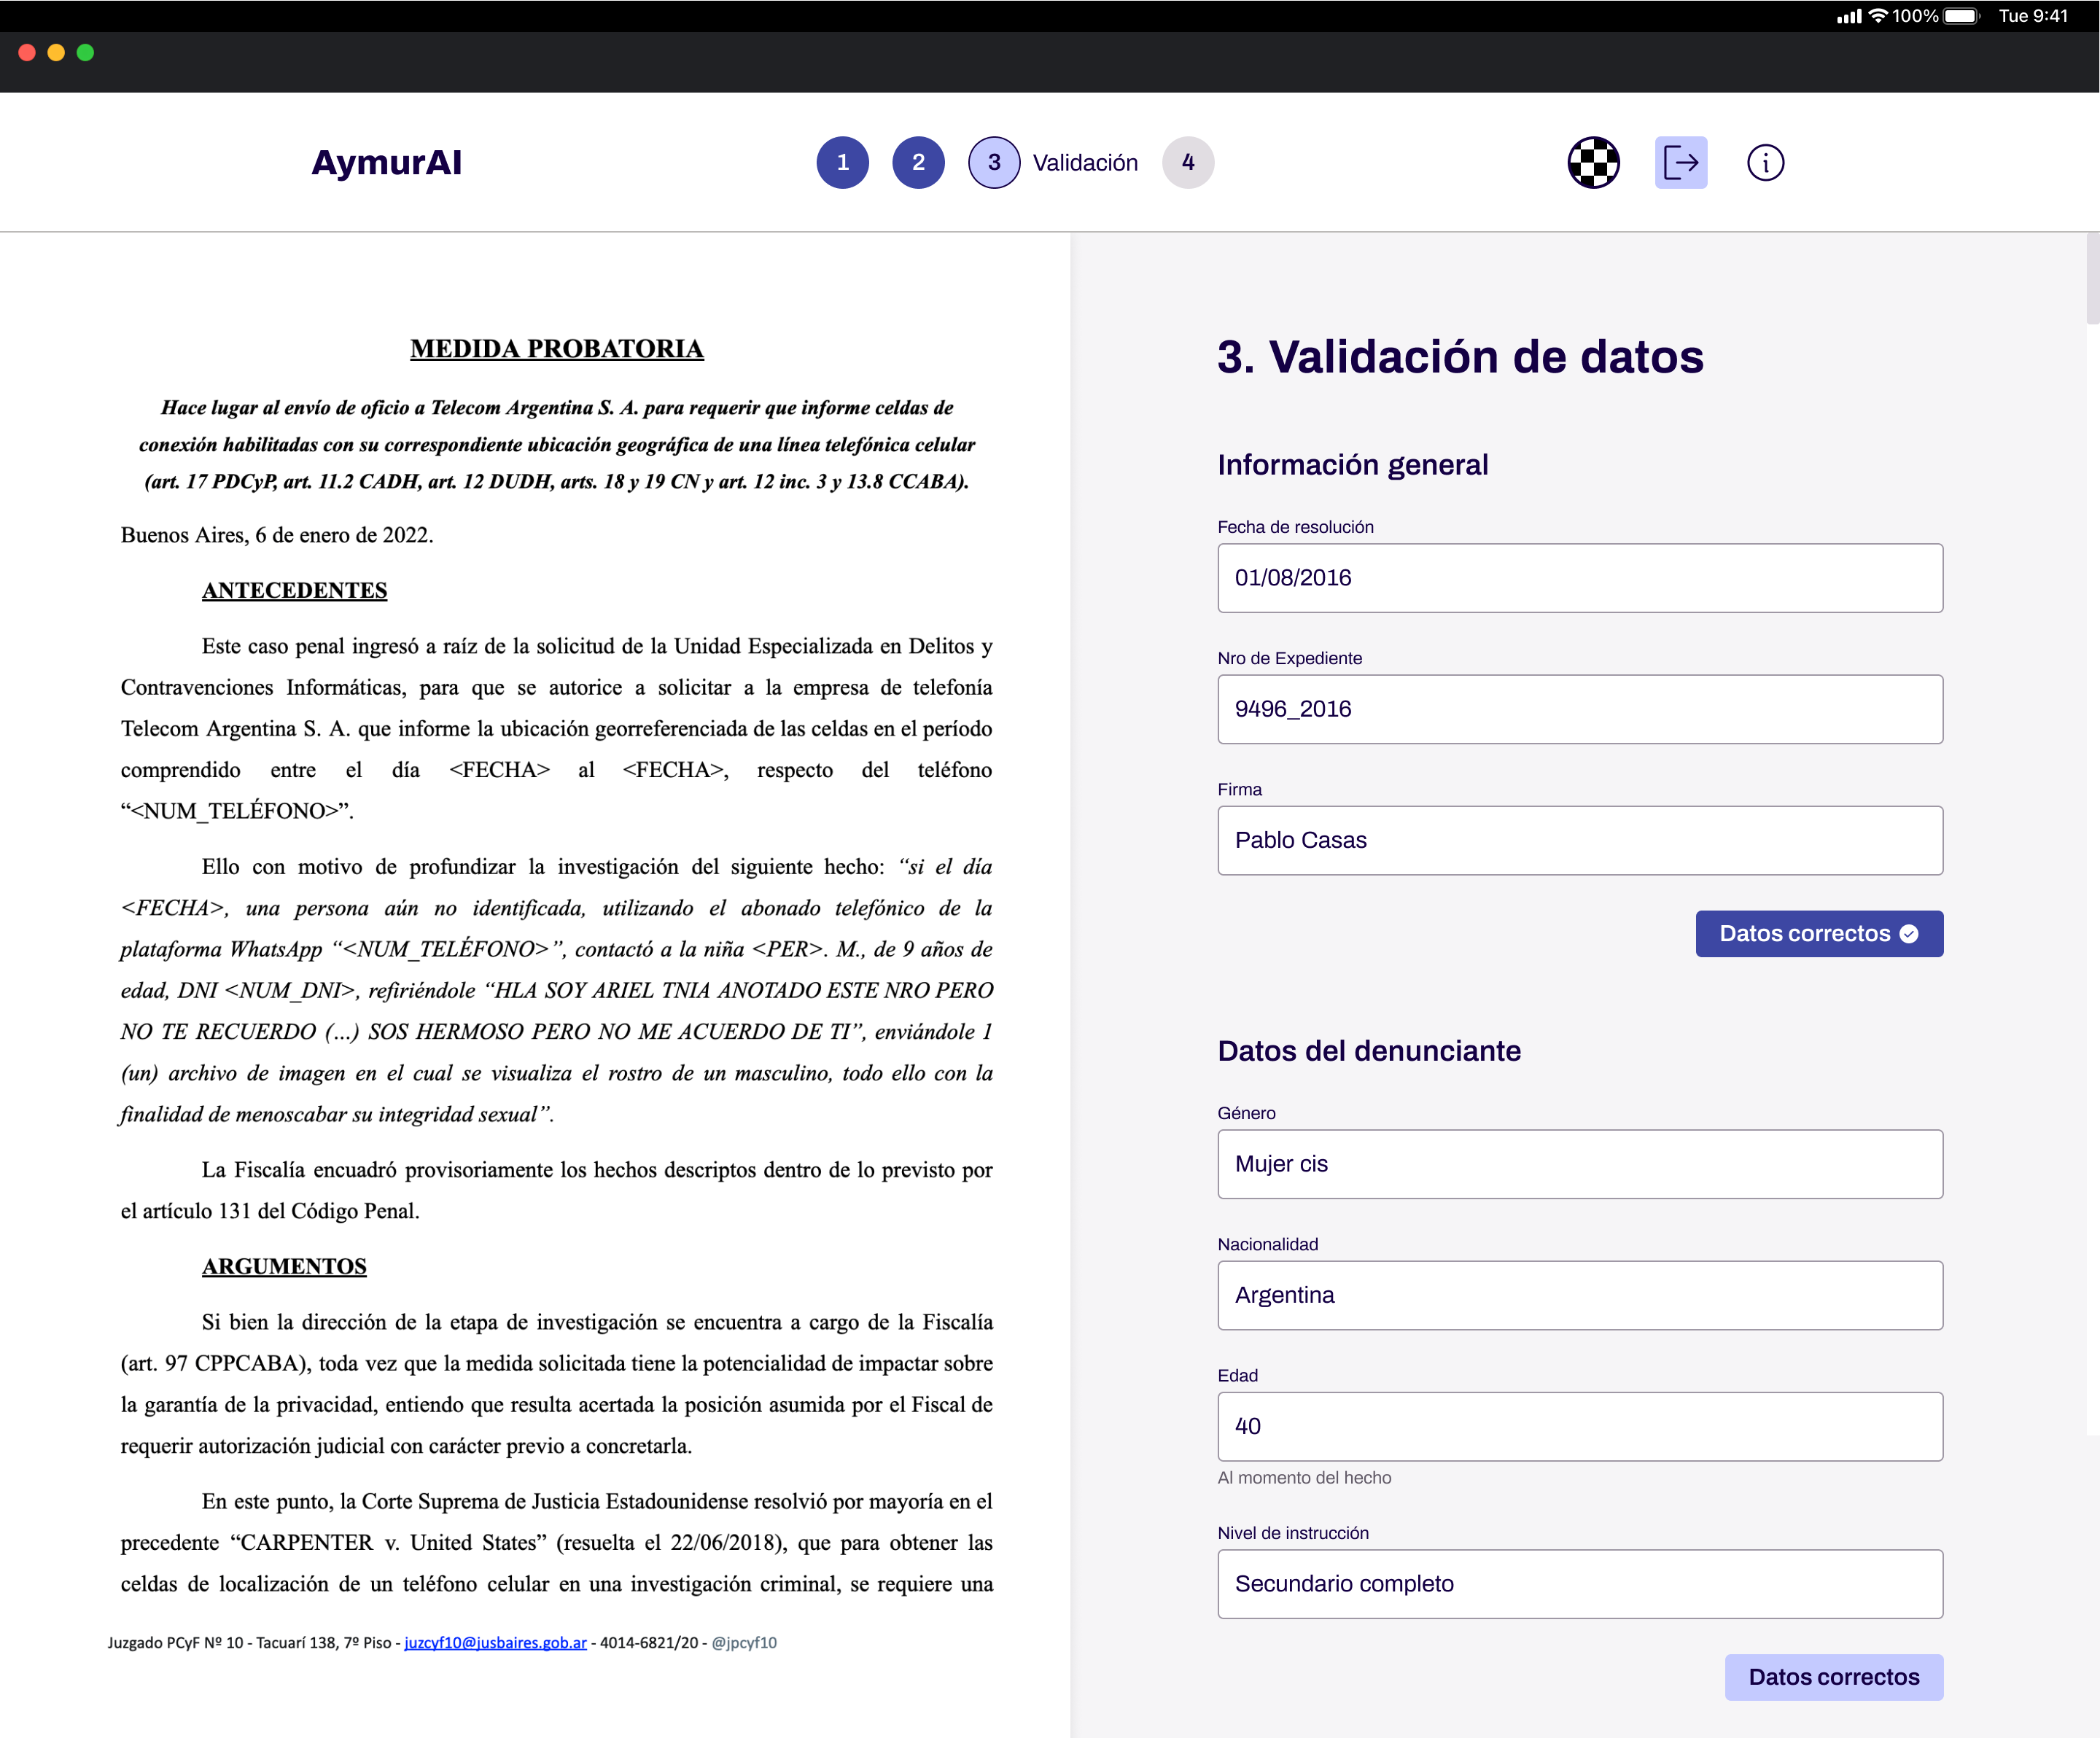 100% Tue 9:41
AymurAI
1 2 3 Validación 4
MEDIDA PROBATORIA
Hace lugar al envío de oficio a Telecom Argentina S. A. para requerir que informe celdas de
conexión habilitadas con su correspondiente ubicación geográfica de una línea telefónica celular
(art. 17 PDCyP, art. 11.2 CADH, art. 12 DUDH, arts. 18 y 19 CN y art. 12 inc. 3 y 13.8 CCABA).
Buenos Aires, 6 de enero de 2022.
ANTECEDENTES
Este caso penal ingresó a raíz de la solicitud de la Unidad Especializada en Delitos y
Contravenciones Informáticas, para que se autorice a solicitar a la empresa de telefonía
Telecom Argentina S. A. que informe la ubicación georreferenciada de las celdas en el período
comprendido entre el día <FECHA> al <FECHA>, respecto del teléfono
“<NUM_TELÉFONO>”.
Ello con motivo de profundizar la investigación del siguiente hecho: “si el día
<FECHA>, una persona aún no identificada, utilizando el abonado telefónico de la
plataforma WhatsApp “<NUM_TELÉFONO>”, contactó a la niña <PER>. M., de 9 años de
edad, DNI <NUM_DNI>, refiriéndole “HLA SOY ARIEL TNIA ANOTADO ESTE NRO PERO
NO TE RECUERDO (...) SOS HERMOSO PERO NO ME ACUERDO DE TI”, enviándole 1
(un) archivo de imagen en el cual se visualiza el rostro de un masculino, todo ello con la
finalidad de menoscabar su integridad sexual”.
La Fiscalía encuadró provisoriamente los hechos descriptos dentro de lo previsto por
el artículo 131 del Código Penal.
ARGUMENTOS
Si bien la dirección de la etapa de investigación se encuentra a cargo de la Fiscalía
(art. 97 CPPCABA), toda vez que la medida solicitada tiene la potencialidad de impactar sobre
la garantía de la privacidad, entiendo que resulta acertada la posición asumida por el Fiscal de
requerir autorización judicial con carácter previo a concretarla.
En este punto, la Corte Suprema de Justicia Estadounidense resolvió por mayoría en el
precedente “CARPENTER v. United States” (resuelta el 22/06/2018), que para obtener las
celdas de localización de un teléfono celular en una investigación criminal, se requiere una
Juzgado PCyF Nº 10 - Tacuarí 138, 7º Piso - juzcyf10@jusbaires.gob.ar - 4014-6821/20 - @jpcyf10
3. Validación de datos
Información general
Fecha de resolución
01/08/2016
Nro de Expediente
9496_2016
Firma
Pablo Casas
Datos correctos
Datos del denunciante
Género
Mujer cis
Nacionalidad
Argentina
Edad
40
Al momento del hecho
Nivel de instrucción
Secundario completo
Datos correctos